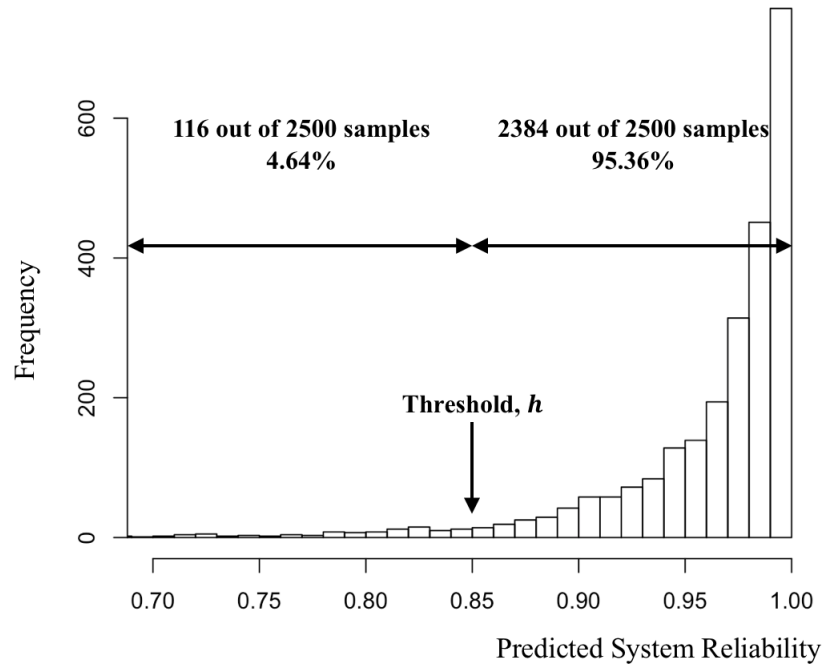 600
116 out of 2500 samples
4.64%
2384 out of 2500 samples
95.36%
400
Frequency
Threshold, h
200
0
0.70 0.75 0.80 0.85 0.90 0.95 1.00
Predicted System Reliability